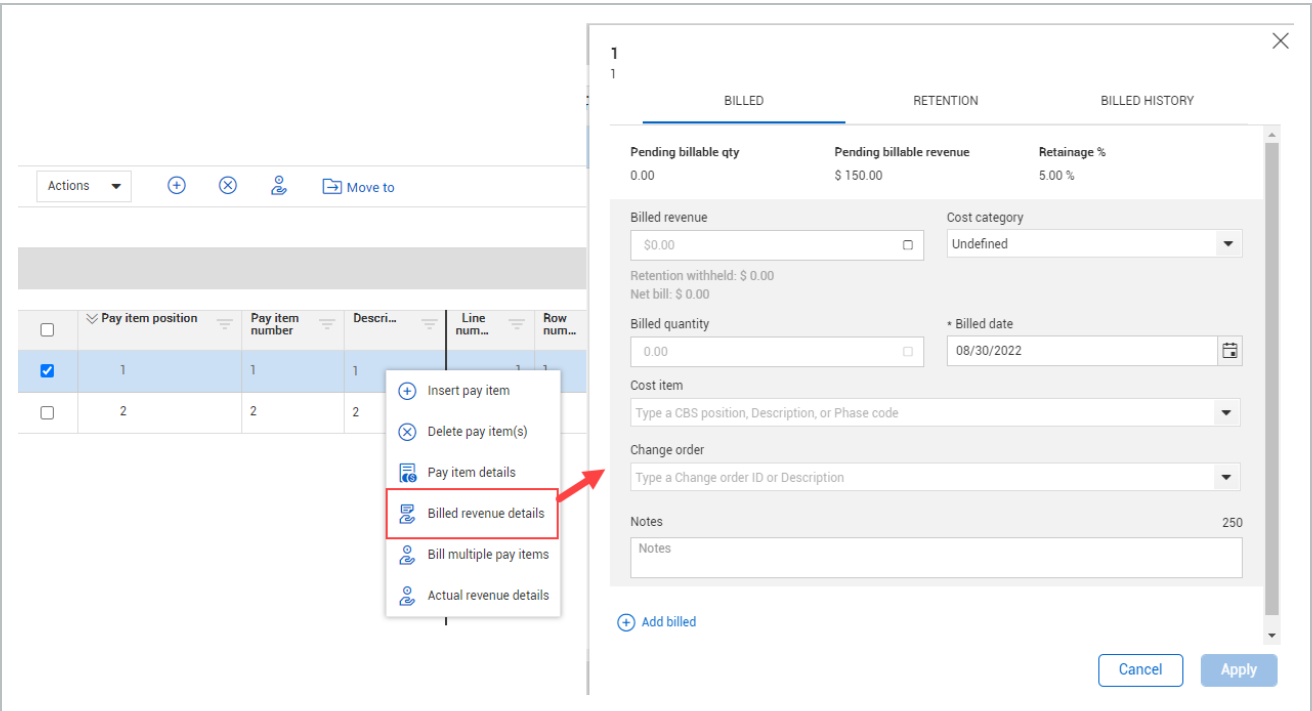 Actions
Move to
Pay item position
Pay item
number
Descri...
Line
num...
Row
num...
1
1
1
1
1
2
2
2
Insert pay item
Delete pay item(s)
Pay item details
Billed revenue details
Bill multiple pay items
Actual revenue details
1
1
BILLED
RETENTION
BILLED HISTORY
Pending billable qty
Pending billable revenue
Retainage %
0.00
$ 150.00
5.00 %
Billed revenue
Cost category
$0.00
Undefined
Retention withheld: $ 0.00
Net bill: $ 0.00
Billed quantity
* Billed date
0.00
08/30/2022
Cost item
Type a CBS position, Description, or Phase code
Change order
Type a Change order ID or Description
Notes
250
Notes
Add billed
Cancel
Apply